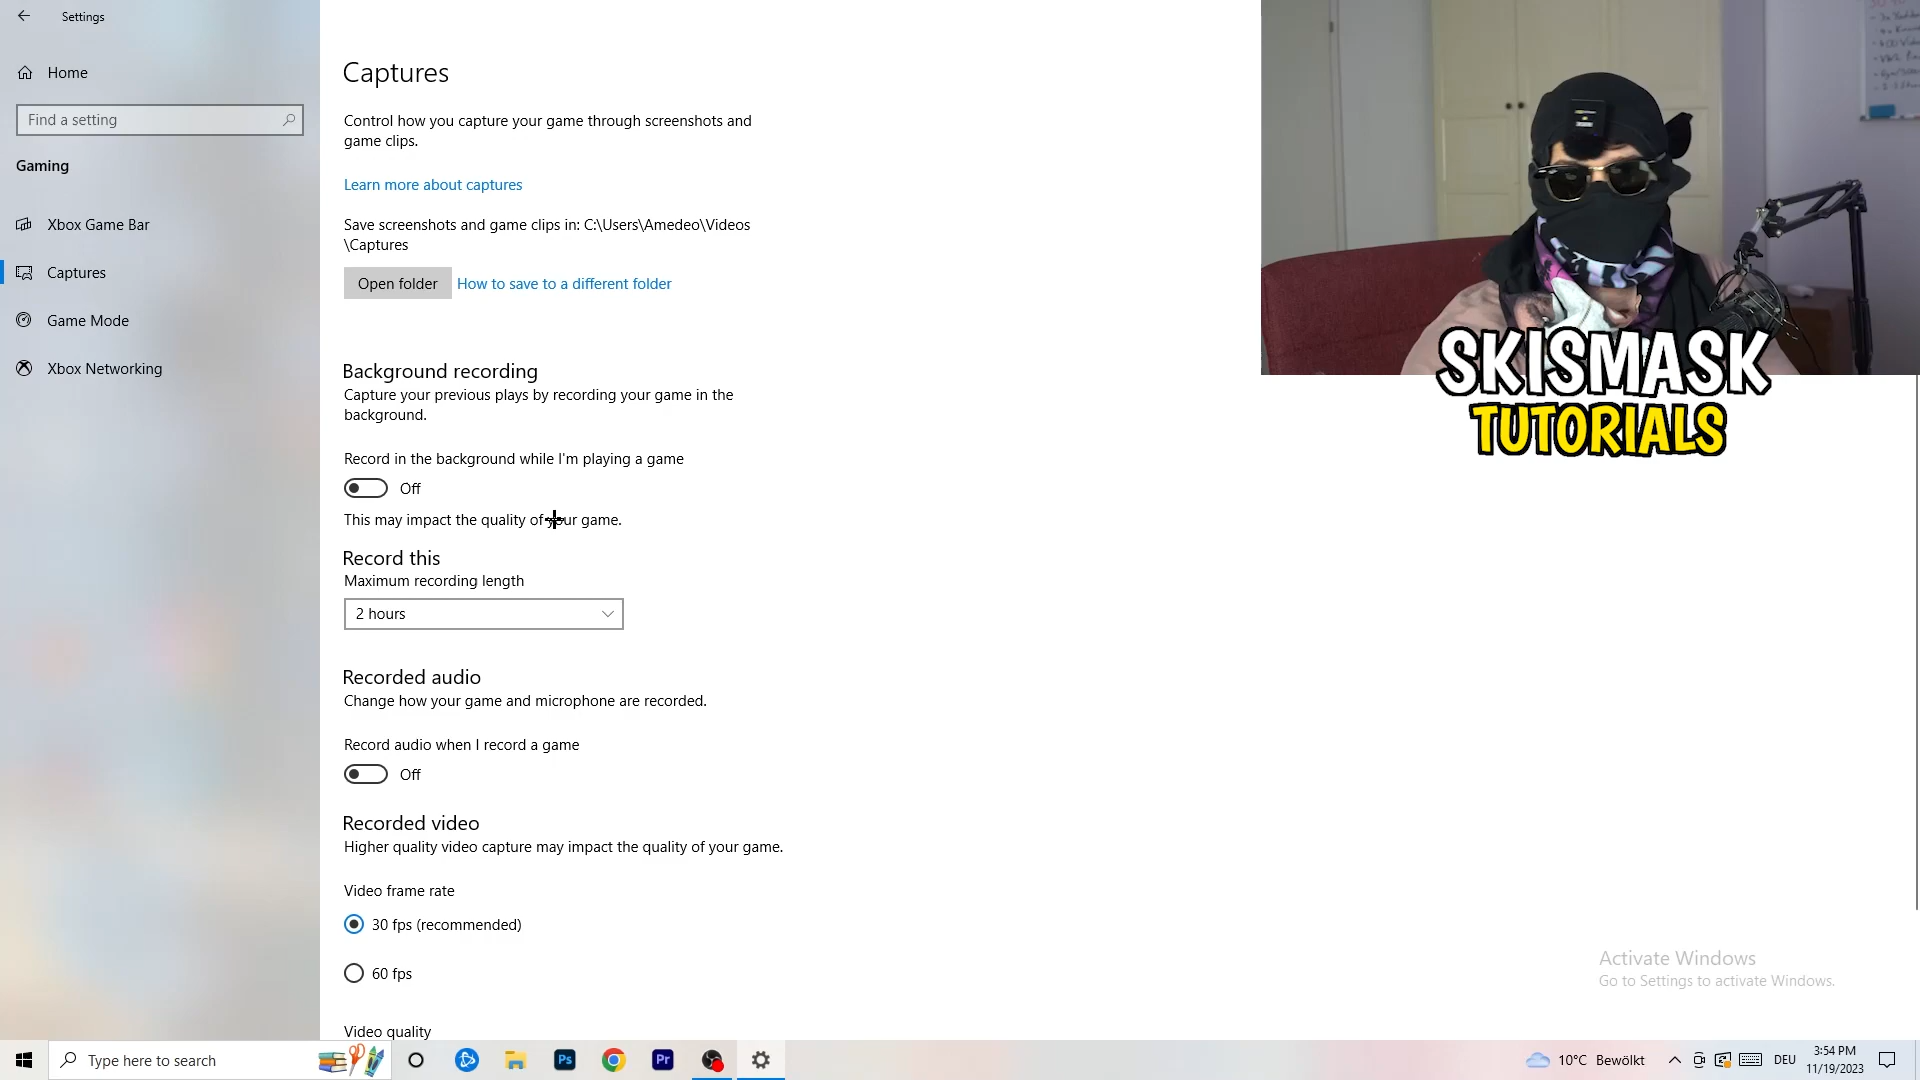 Settings
Home
Find a setting
Gaming
Xbox Game Bar
Captures
Game Mode
Xbox Networking
Captures
Control how you capture your game through screenshots and
game clips.
Learn more about captures
Save screenshots and game clips in: C:\Users\Amedeo\Videos
\Captures
Open folder
How to save to a different folder
Background recording
Capture your previous plays by recording your game in the
background.
Record in the background while I'm playing a game
Off
This may impact the quality of your game.
Record this
Maximum recording length
2 hours
Recorded audio
Change how your game and microphone are recorded.
Record audio when I record a game
Off
Recorded video
Higher quality video capture may impact the quality of your game.
Video frame rate
30 fps (recommended)
60 fps
Video quality
SKISMASK
TUTORIALS
Activate Windows
Go to Settings to activate Windows.
Type here to search
Ps
Pr
10°C Bewölkt
DEU
3:54 PM
11/19/2023